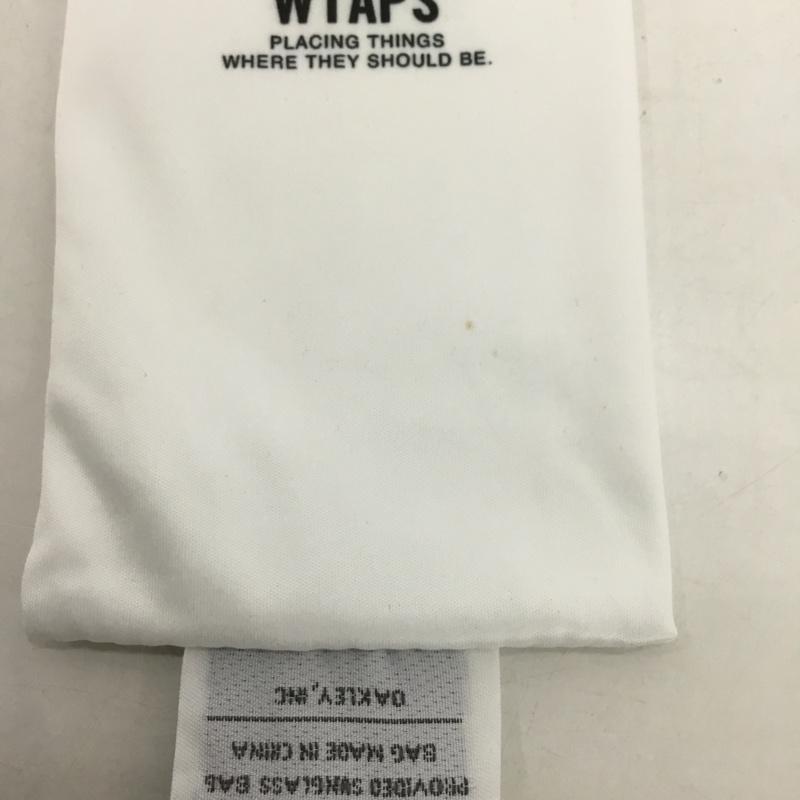 WTAPS
PLACING THINGS
WHERE THEY SHOULD BE.
PROVIDED SUNGLASS BAG
BAG MADE IN CHINA
OAKLEY, INC